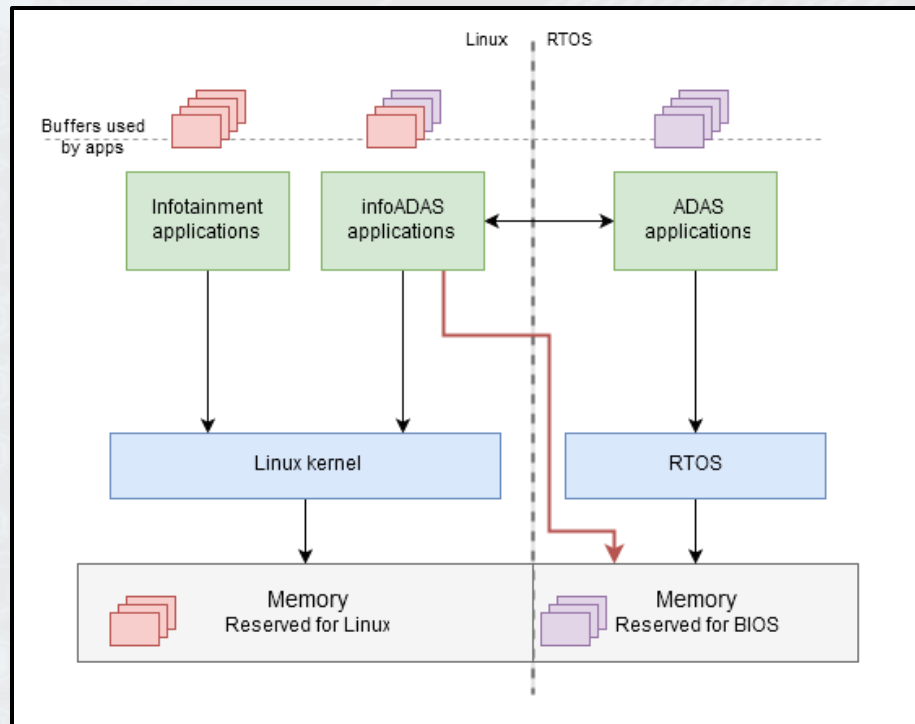 Linux
RTOS
Buffers used
by apps
Infotainment
applications
infoADAS
applications
ADAS
applications
Linux kernel
RTOS
Memory
Reserved for Linux
Memory
Reserved for BIOS